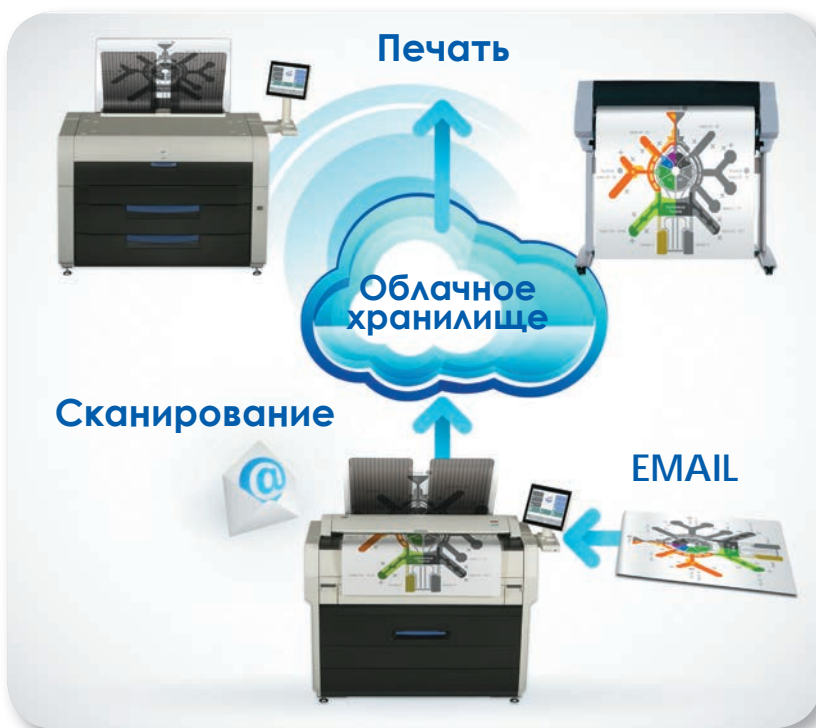 Печать
Облачное
хранилище
Сканирование
EMAIL
@